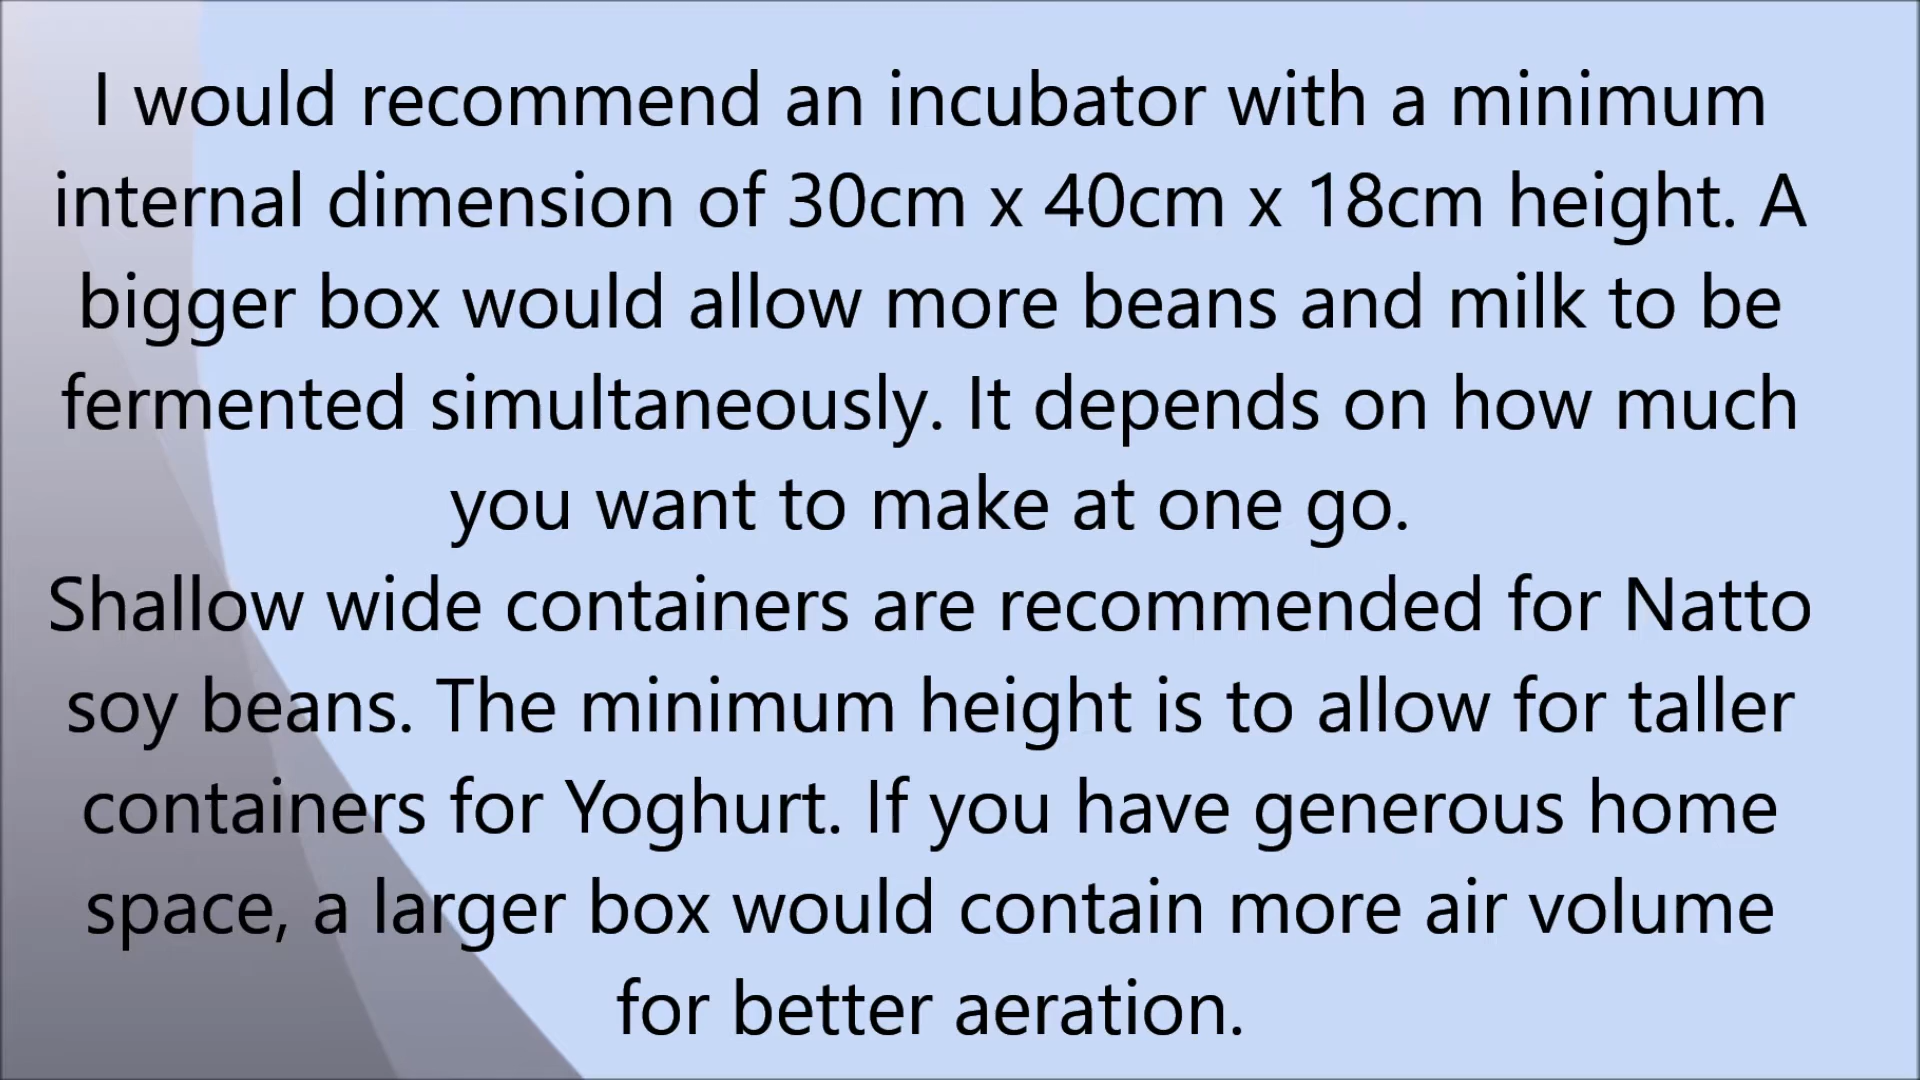 I would recommend an incubator with a minimum
internal dimension of 30cm x 40cm x 18cm height. A
bigger box would allow more beans and milk to be
fermented simultaneously. It depends on how much
you want to make at one go.
Shallow wide containers are recommended for Natto
soy beans. The minimum height is to allow for taller
containers for Yoghurt. If you have generous home
space, a larger box would contain more air volume
for better aeration.